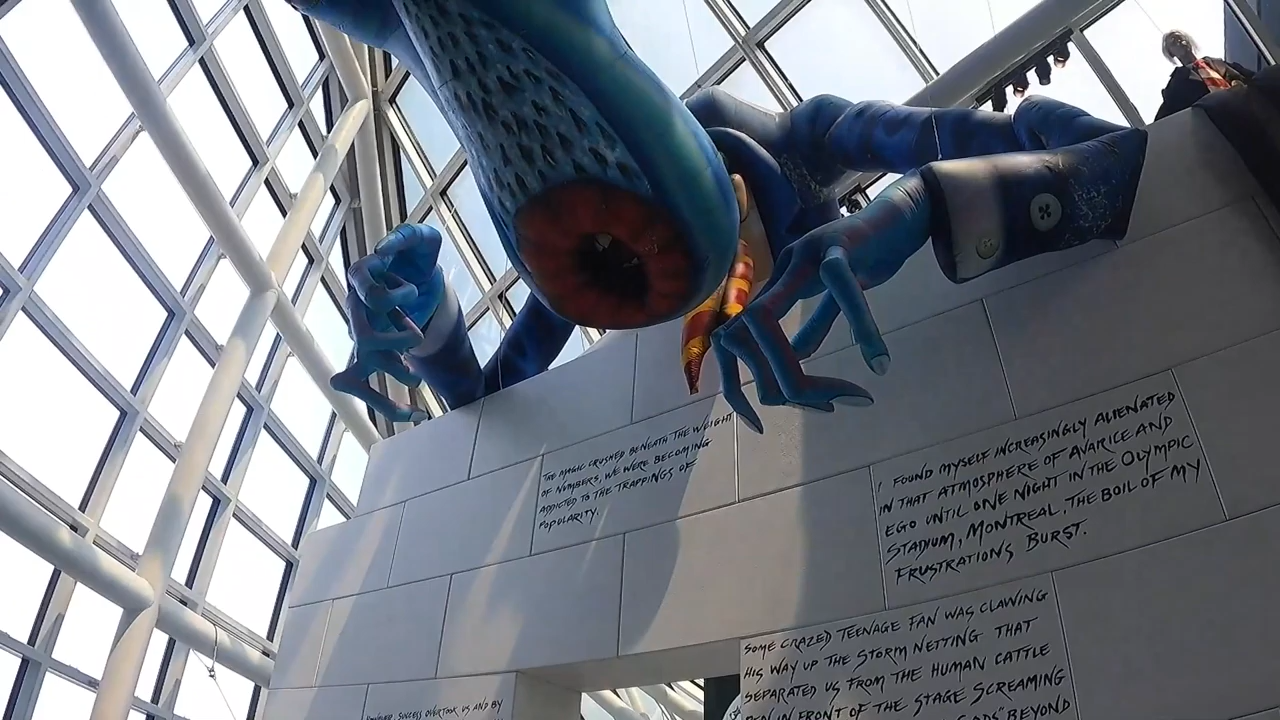 THE MAGIC CRUSHED BENEATH THE WEIGHT
OF NUMBERS, WE WERE BECOMING
ADDICTED TO THE TRAPPINGS OF
POPULARITY.
I FOUND MYSELF INCREASINGLY ALIENATED
IN THAT ATMOSPHERE OF AVARICE AND
EGO UNTIL ONE NIGHT IN THE OLYMPIC
STADIUM, MONTREAL, THE BOIL OF MY
FRUSTRATIONS BURST.
SOME CRAZED TEENAGE FAN WAS CLAWING
HIS WAY UP THE STORM NETTING THAT
SEPARATED US FROM THE HUMAN CATTLE
PEN IN FRONT OF THE STAGE SCREAMING
BEYOND
HOWEVER, SUCCESS OVERTOOK US AND BY